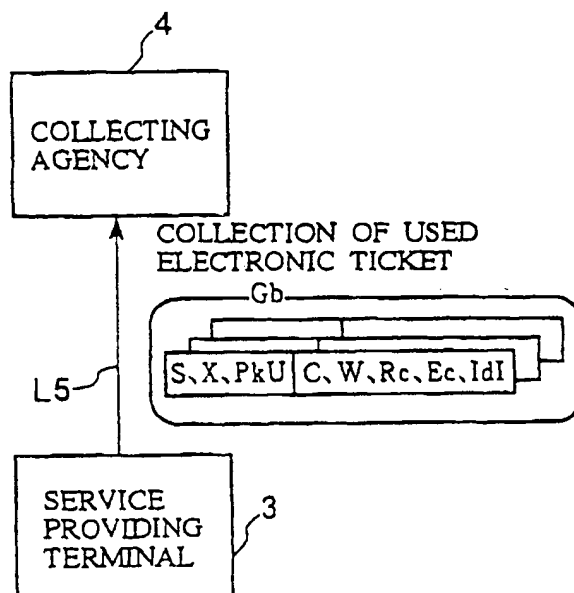 4
COLLECTING
AGENCY
COLLECTION OF USED
ELECTRONIC TICKET
Gb
S、X、PkU C、W、Rc、Ec、IdI
L5
SERVICE
PROVIDING
TERMINAL
3